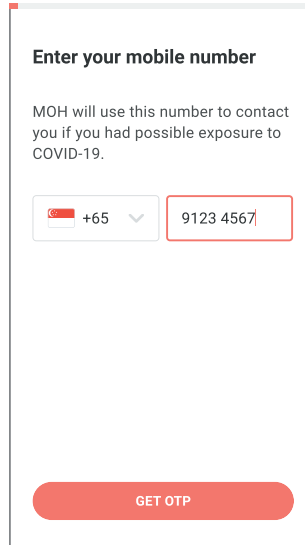 Enter your mobile number
MOH will use this number to contact
you if you had possible exposure to
COVID-19.
+65 9123 4567
GET OTP